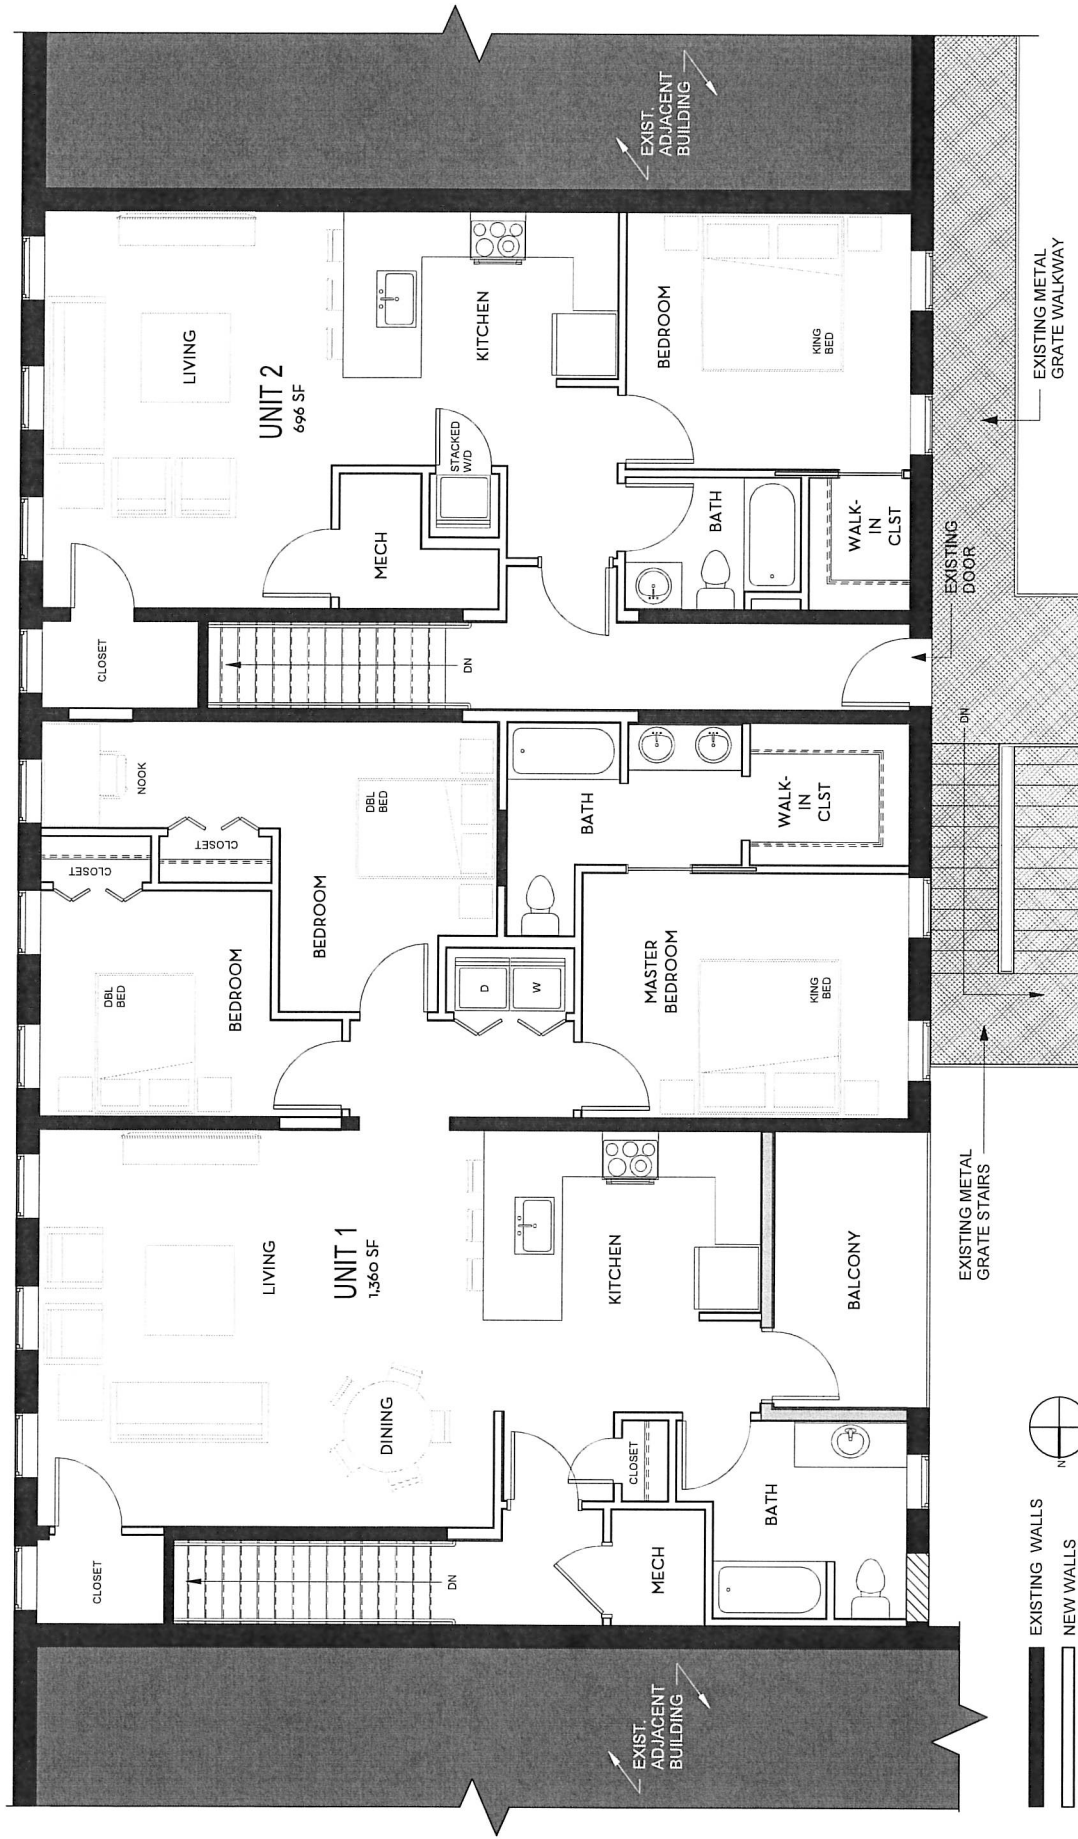 EXIST.
ADJACENT
BUILDING
CLOSET
DN
MECH
CLOSET
BATH
DINING
LIVING
UNIT 1
1,360 SF
KITCHEN
BALCONY
DBL
BED
BEDROOM
CLOSET
CLOSET
NOOK
BEDROOM
DBL
BED
D
W
MASTER
BEDROOM
KING
BED
BATH
WALK-
IN
CLST
CLOSET
DN
MECH
STACKED
W/D
BATH
WALK-
IN
CLST
LIVING
UNIT 2
696 SF
KITCHEN
BEDROOM
KING
BED
EXIST.
ADJACENT
BUILDING
EXISTING METAL
GRATE STAIRS
DN
EXISTING
DOOR
EXISTING METAL
GRATE WALKWAY
EXISTING WALLS
NEW WALLS
N